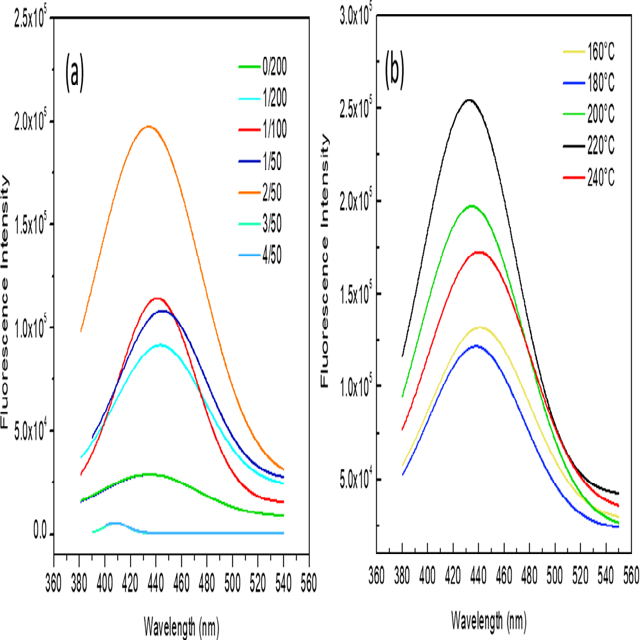 (a)
2.5x10⁵
2.0x10⁵
1.5x10⁵
1.0x10⁵
5.0x10⁴
0.0
Fluorescence Intensity
0/200
1/200
1/100
1/50
2/50
3/50
4/50
360 380 400 420 440 460 480 500 520 540 560
Wavelength (nm)
(b)
3.0x10⁵
2.5x10⁵
2.0x10⁵
1.5x10⁵
1.0x10⁵
5.0x10⁴
Fluorescence Intensity
160°C
180°C
200°C
220°C
240°C
360 380 400 420 440 460 480 500 520 540 560
Wavelength (nm)